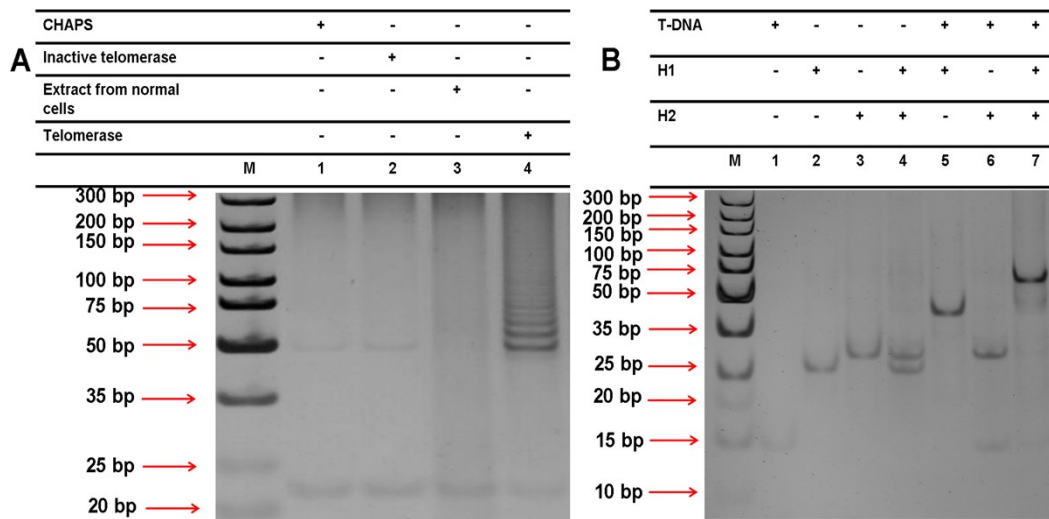 A
CHAPS + - - -
Inactive telomerase - + - -
Extract from normal - - + -
cells
Telomerase - - - +
M 1 2 3 4
300 bp
200 bp
150 bp
100 bp
75 bp
50 bp
35 bp
25 bp
20 bp
B
T-DNA + - - - + + +
H1 - + - + + - +
H2 - - + + - + +
M 1 2 3 4 5 6 7
300 bp
200 bp
150 bp
100 bp
75 bp
50 bp
35 bp
25 bp
20 bp
15 bp
10 bp